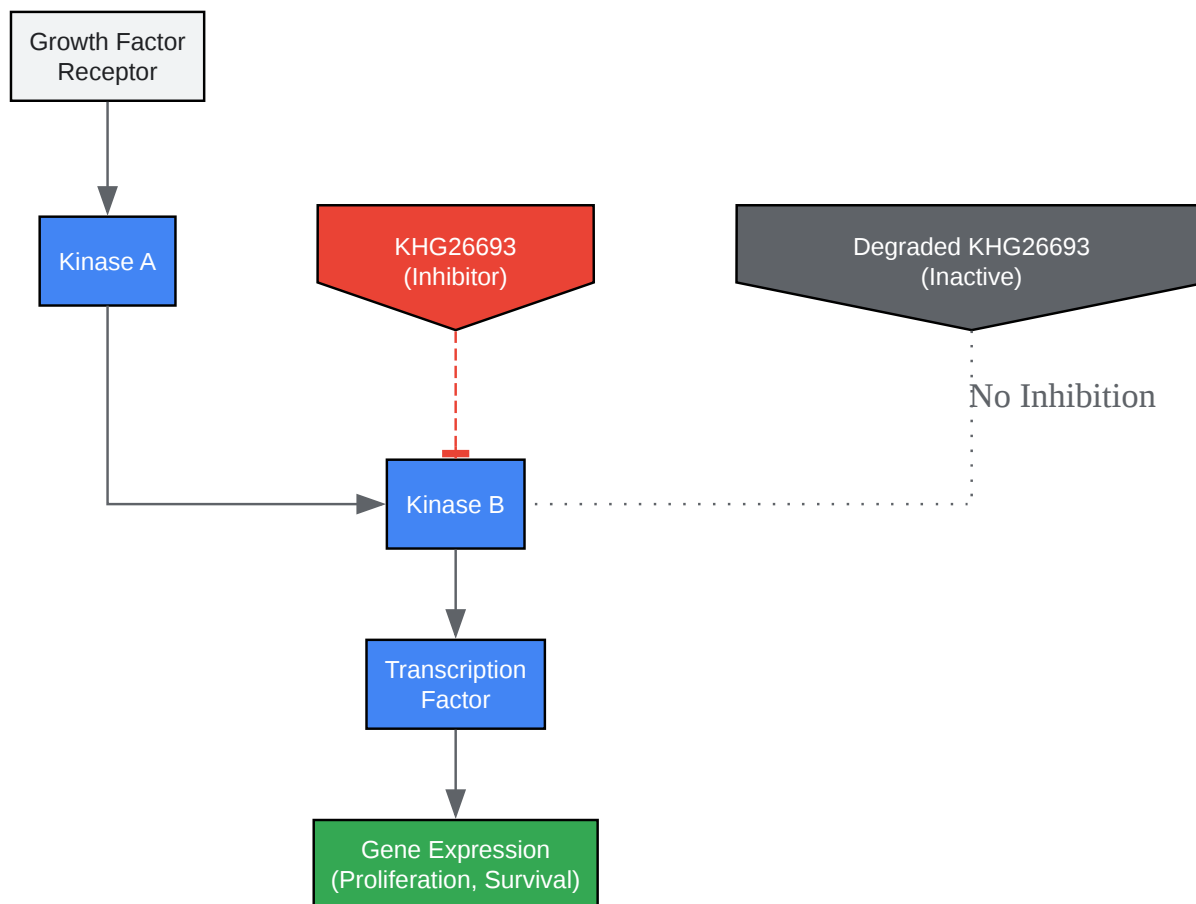 Growth Factor
Receptor
Kinase A
KHG26693
(Inhibitor)
Degraded KHG26693
(Inactive)
No Inhibition
Kinase B
Transcription
Factor
Gene Expression
(Proliferation, Survival)